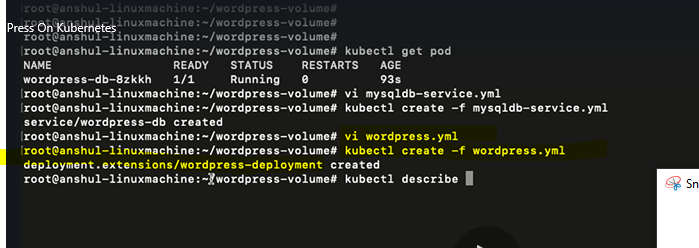 root@anshul-linuxmachine:~/wordpress-volume#
Press On Kubernetes
root@anshul-linuxmachine:~/wordpress-volume#
root@anshul-linuxmachine:~/wordpress-volume# kubectl get pod
NAME READY STATUS RESTARTS AGE
wordpress-db-8zkkh 1/1 Running 0 93s
root@anshul-linuxmachine:~/wordpress-volume# vi mysqldb-service.yml
root@anshul-linuxmachine:~/wordpress-volume# kubectl create -f mysqldb-service.yml
service/wordpress-db created
root@anshul-linuxmachine:~/wordpress-volume# vi wordpress.yml
root@anshul-linuxmachine:~/wordpress-volume# kubectl create -f wordpress.yml
deployment.extensions/wordpress-deployment created
root@anshul-linuxmachine:~/wordpress-volume# kubectl describe
Sn